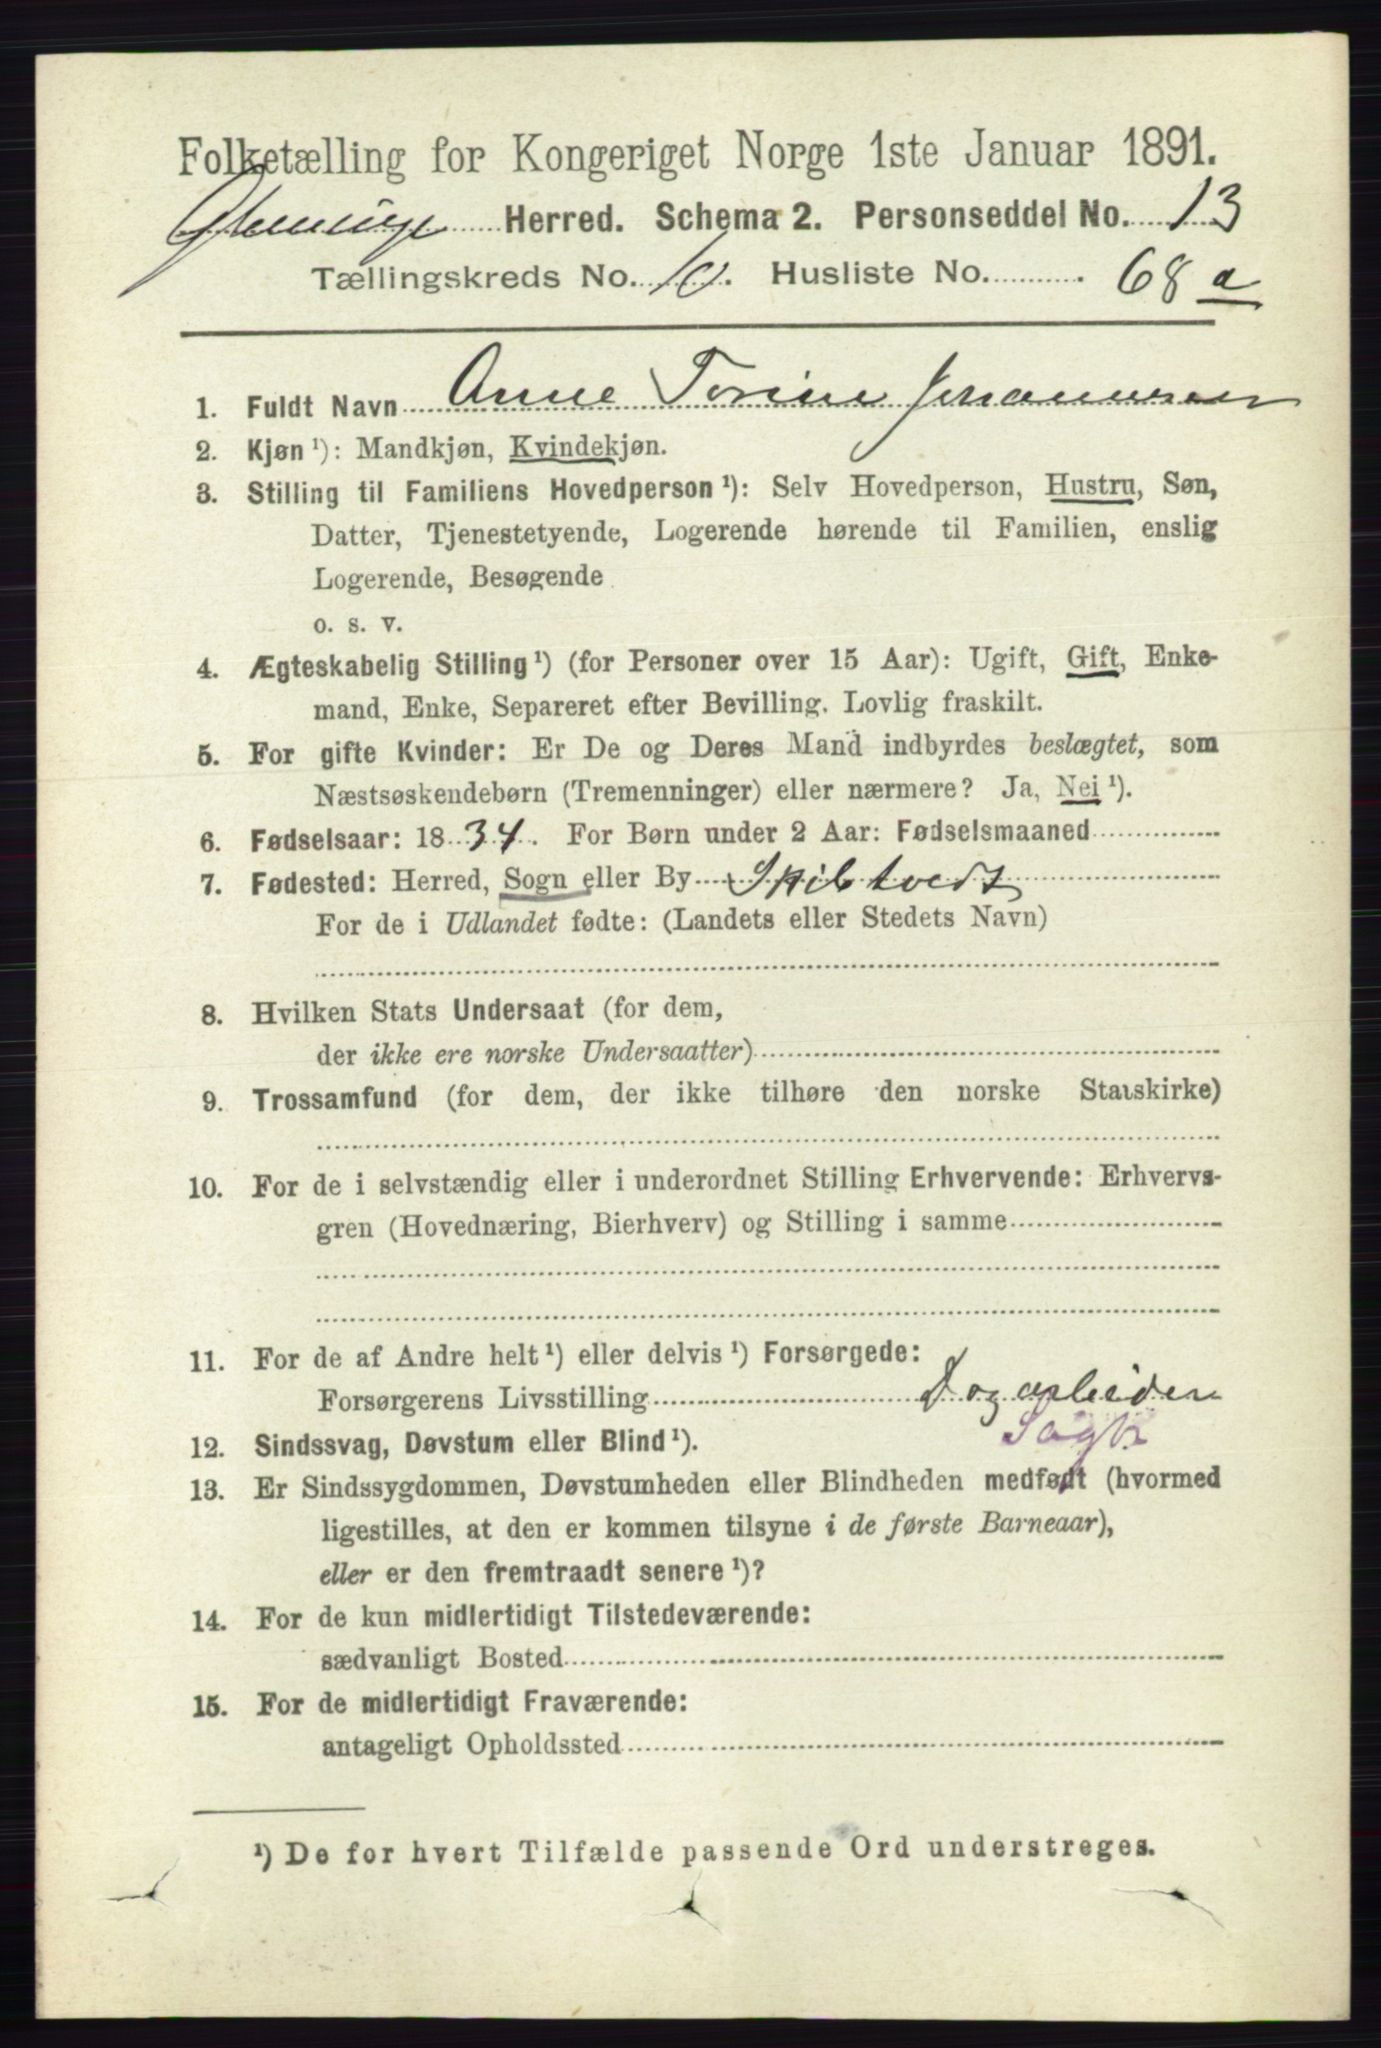 Folketælling for Kongeriget Norge 1ste Januar 1891.
Glemminge Herred. Schema 2. Personseddel No. 13
Tællingskreds No. 10. Husliste No. 68 a
1. Fuldt Navn Anne Torine Johannesen
2. Kjøn ¹): Mandkjøn, Kvindekjøn.
3. Stilling til Familiens Hovedperson ¹): Selv Hovedperson, Hustru, Søn,
Datter, Tjenestetyende, Logerende hørende til Familien, enslig
Logerende, Besøgende
o. s. v.
4. Ægteskabelig Stilling ¹) (for Personer over 15 Aar): Ugift, Gift, Enke-
mand, Enke, Separeret efter Bevilling. Lovlig fraskilt.
5. For gifte Kvinder: Er De og Deres Mand indbyrdes beslægtet, som
Næstsøskendebørn (Tremenninger) eller nærmere? Ja, Nei ¹).
6. Fødselsaar: 1834. For Børn under 2 Aar: Fødselsmaaned
7. Fødested: Herred, Sogn eller By Skibtvedt
For de i Udlandet fødte: (Landets eller Stedets Navn)
8. Hvilken Stats Undersaat (for dem,
der ikke ere norske Undersaatter)
9. Trossamfund (for dem, der ikke tilhøre den norske Statskirke)
10. For de i selvstændig eller i underordnet Stilling Erhvervende: Erhvervs-
gren (Hovednæring, Bierhverv) og Stilling i samme
11. For de af Andre helt ¹) eller delvis ¹) Forsørgede:
Forsørgerens Livsstilling Dagarbeider
12. Sindssvag, Døvstum eller Blind ¹).
13. Er Sindssygdommen, Døvstumheden eller Blindheden medfødt (hvormed
ligestilles, at den er kommen tilsyne i de første Barneaar),
eller er den fremtraadt senere ¹)?
14. For de kun midlertidigt Tilstedeværende:
sædvanligt Bosted
15. For de midlertidigt Fraværende:
antageligt Opholdssted
¹) De for hvert Tilfælde passende Ord understreges.